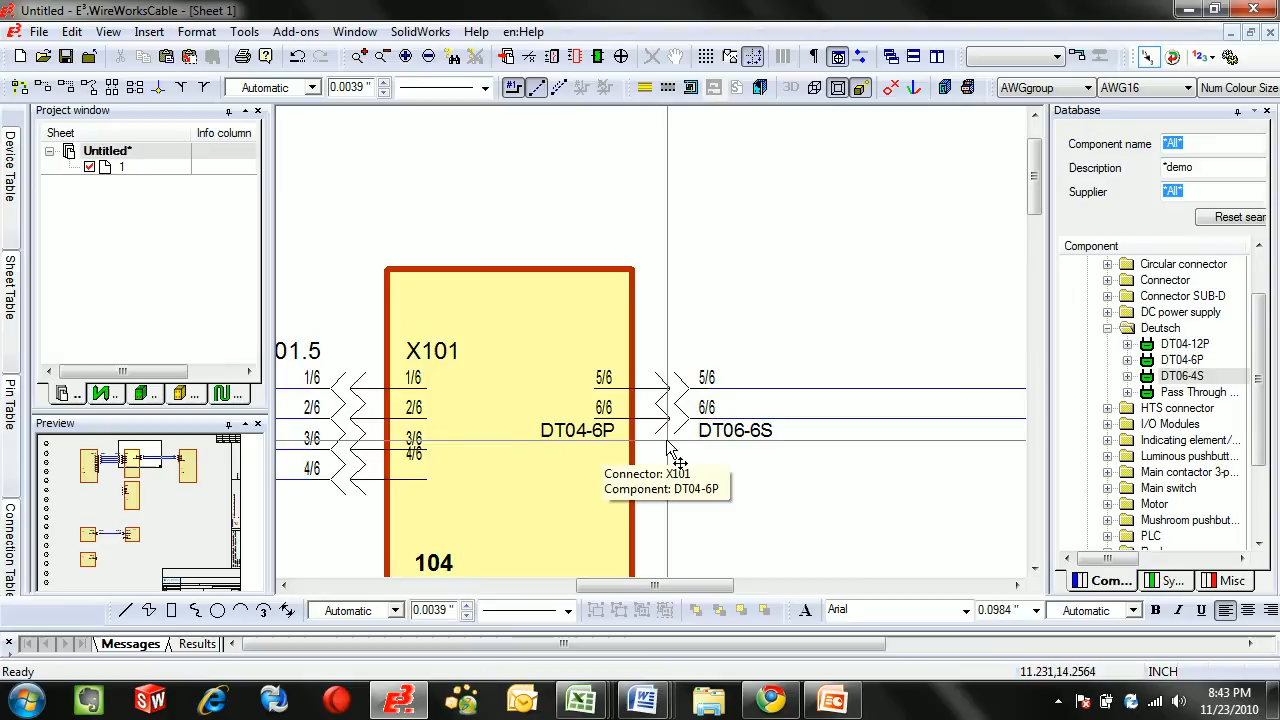 Untitled - E³.WireWorksCable - [Sheet 1]
File Edit View Insert Format Tools Add-ons Window SolidWorks Help en:Help
Automatic 0.0039 " AWGgroup AWG16 Num Colour Size
Project window
Sheet Info column
Untitled*
1
Device Table
Sheet Table
Pin Table
Connection Table
Preview
01.5 X101
1/6 1/6 5/6 5/6
2/6 2/6 6/6 6/6
DT04-6P DT06-6S
3/6 3/6
4/6
4/6
Connector: X101
Component: DT04-6P
104
Database
Component name *All*
Description *demo
Supplier *All*
Reset sear
Component
Circular connector
Connector
Connector SUB-D
DC power supply
Deutsch
DT04-12P
DT04-6P
DT06-4S
Pass Through ...
HTS connector
I/O Modules
Indicating element/...
Luminous pushbutt...
Main contactor 3-p...
Main switch
Motor
Mushroom pushbut...
PLC
Com... Sy... Misc
Automatic 0.0039 " A Arial 0.0984 " Automatic B I U
Messages Results
Ready 11.231,14.2564 INCH
8:43 PM
11/23/2010